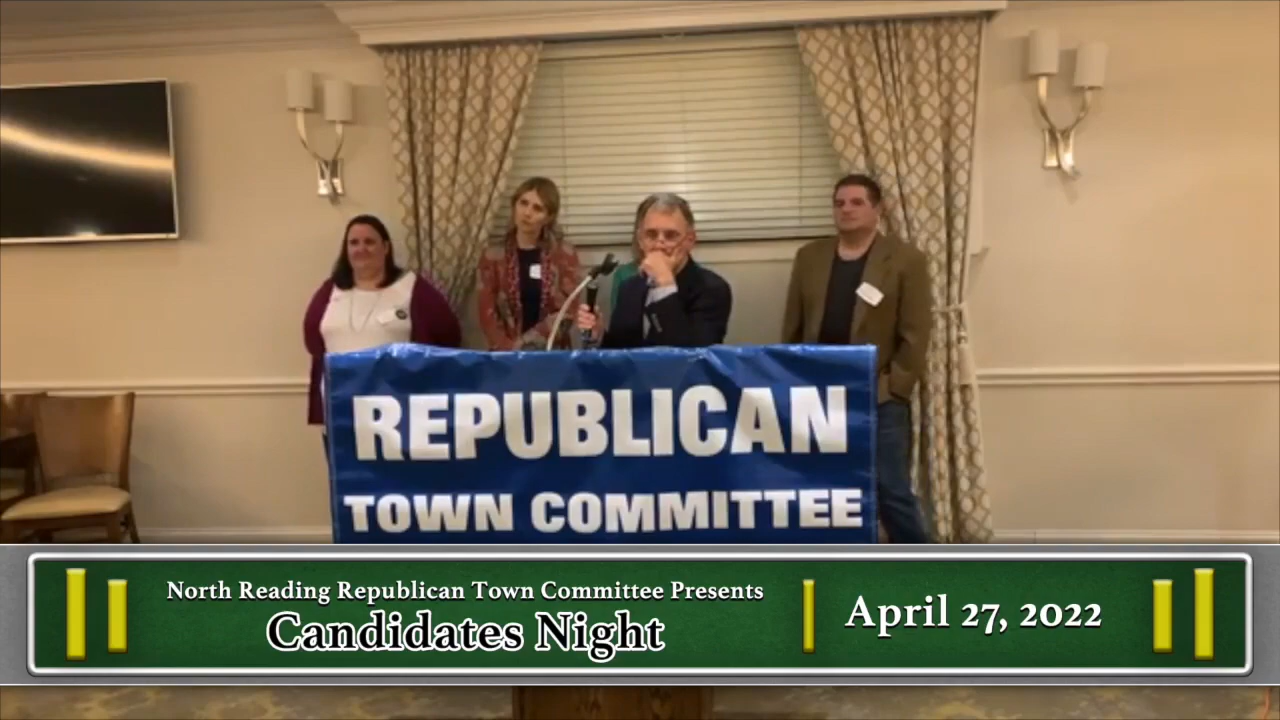 REPUBLICAN
TOWN COMMITTEE
North Reading Republican Town Committee Presents
Candidates Night
April 27, 2022